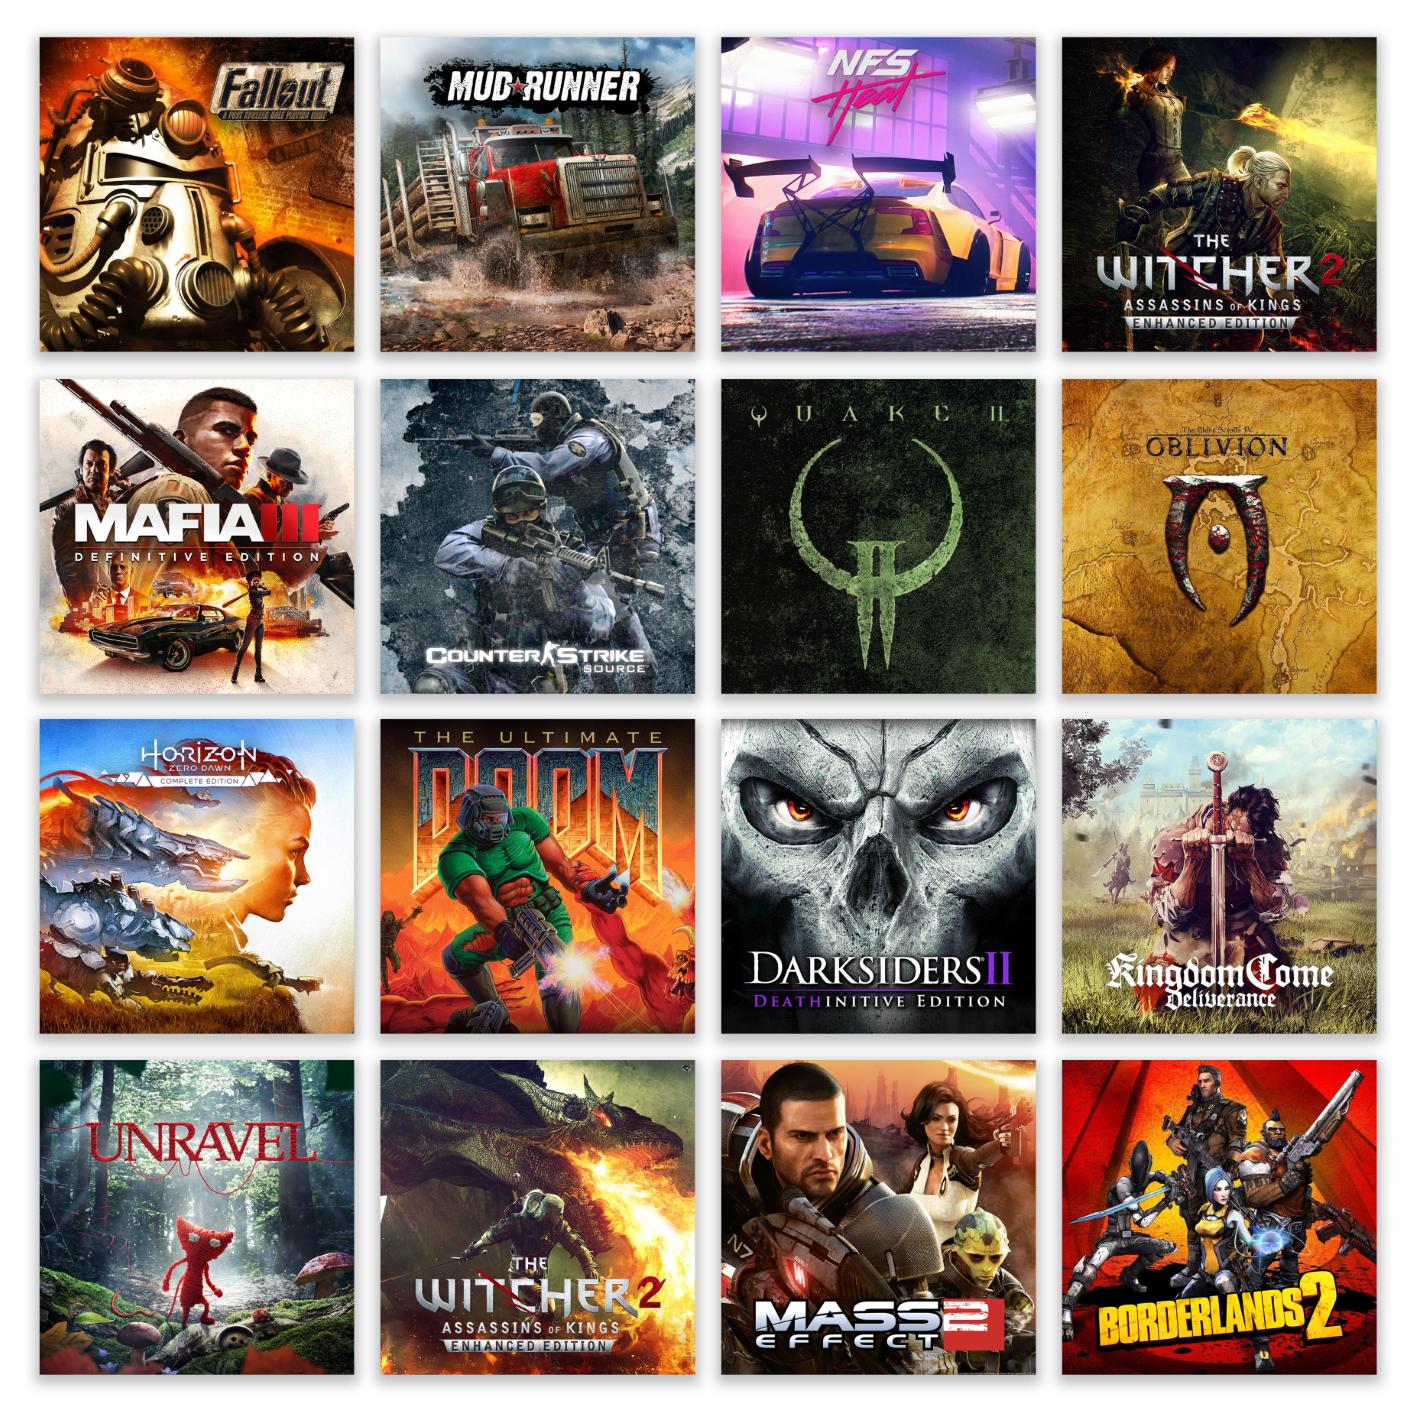 Fallout
A POST NUCLEAR ROLE PLAYING GAME
MUDRUNNER
NFS
Heat
THE
WITCHER 2
ASSASSINS OF KINGS
ENHANCED EDITION
MAFIA III
DEFINITIVE EDITION
COUNTER STRIKE
SOURCE
QUAKE II
The Elder Scrolls IV
OBLIVION
HORIZON
ZERO DAWN
COMPLETE EDITION
THE ULTIMATE
DOOM
DARKSIDERS II
DEATHINITIVE EDITION
Kingdom Come
Deliverance
UNRAVEL
THE
WITCHER 2
ASSASSINS OF KINGS
ENHANCED EDITION
N7
MASS 2
EFFECT
BORDERLANDS 2